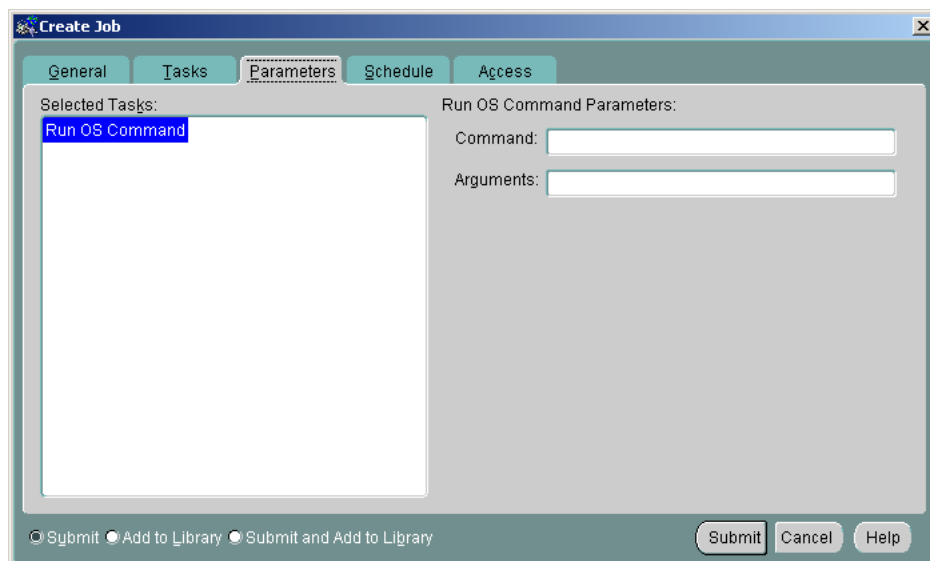 Create Job
General Tasks Parameters Schedule Access
Selected Tasks:
Run OS Command
Run OS Command Parameters:
Command:
Arguments:
Submit Add to Library Submit and Add to Library
Submit Cancel Help